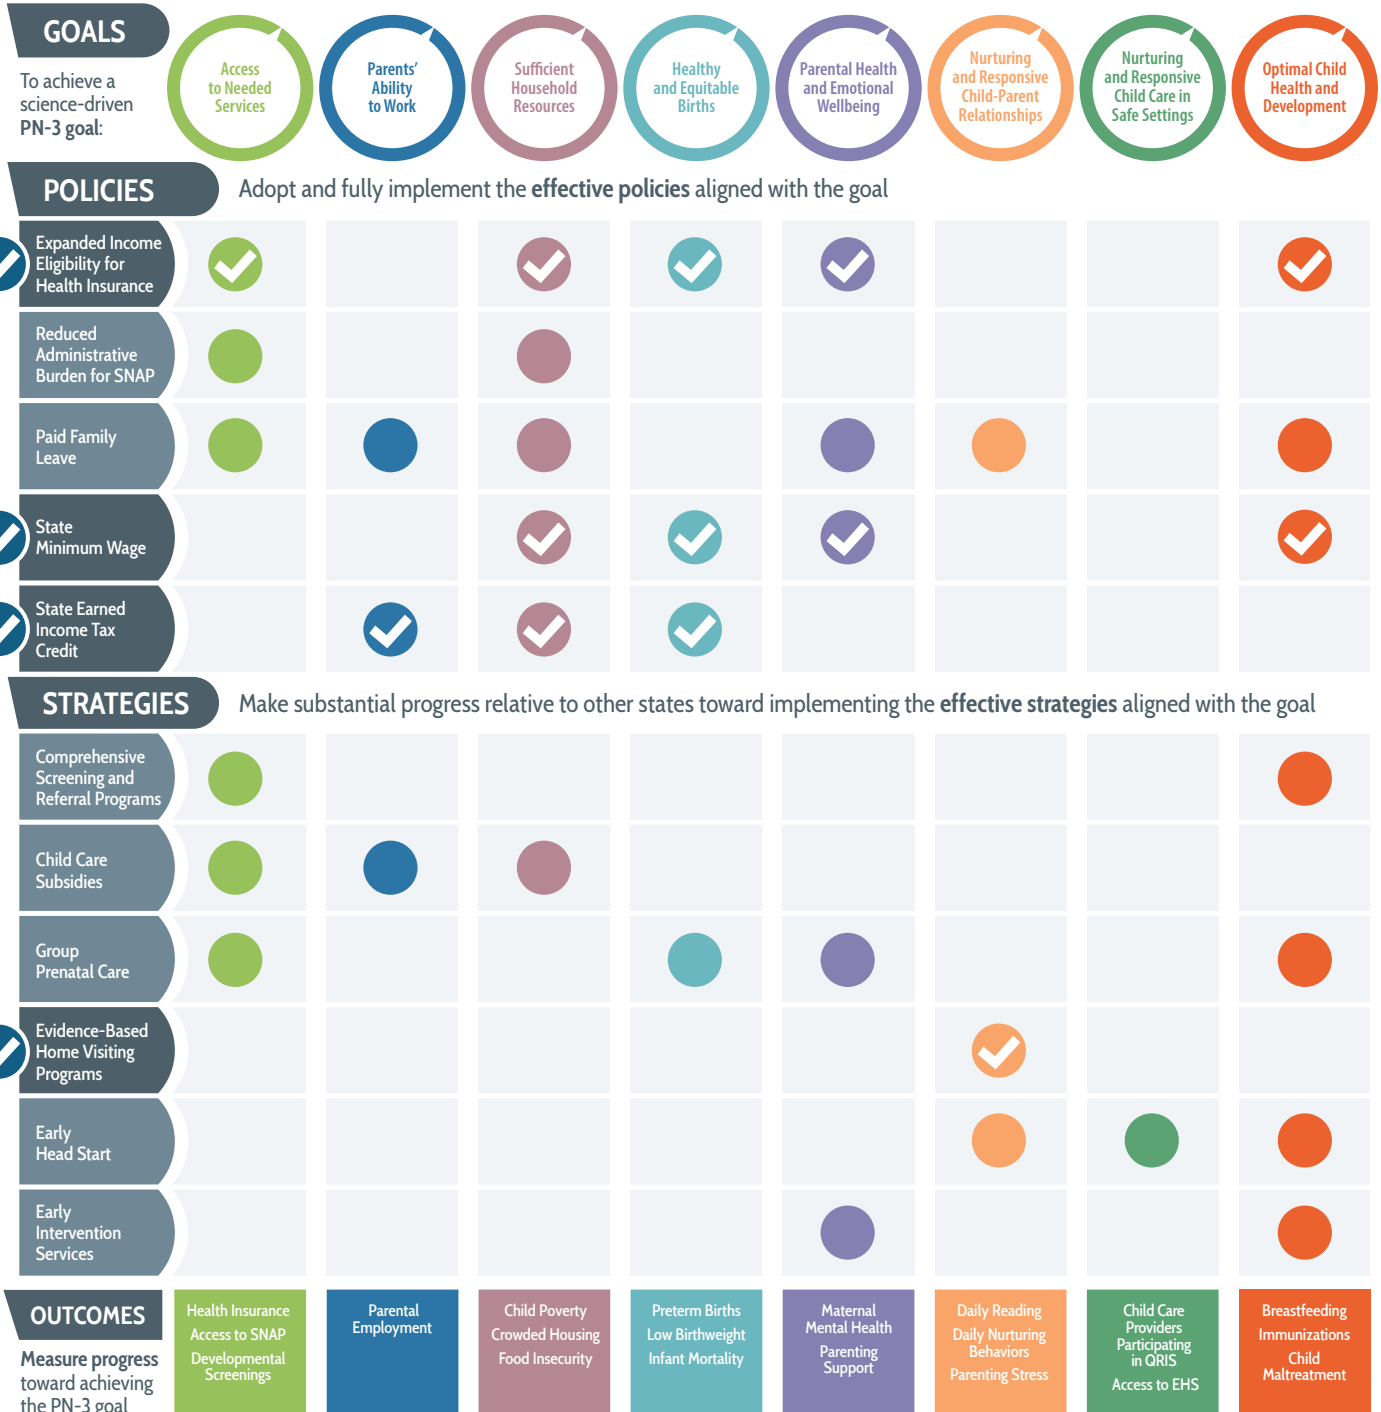 GOALS
To achieve a
science-driven
PN-3 goal:
Access
to Needed
Services
Parents'
Ability
to Work
Sufficient
Household
Resources
Healthy
and Equitable
Births
Parental Health
and Emotional
Wellbeing
Nurturing
and Responsive
Child-Parent
Relationships
Nurturing
and Responsive
Child Care in
Safe Settings
Optimal Child
Health and
Development
POLICIES
Adopt and fully implement the effective policies aligned with the goal
Expanded Income
Eligibility for
Health Insurance
Reduced
Administrative
Burden for SNAP
Paid Family
Leave
State
Minimum Wage
State Earned
Income Tax
Credit
STRATEGIES
Make substantial progress relative to other states toward implementing the effective strategies aligned with the goal
Comprehensive
Screening and
Referral Programs
Child Care
Subsidies
Group
Prenatal Care
Evidence-Based
Home Visiting
Programs
Early
Head Start
Early
Intervention
Services
OUTCOMES
Measure progress
toward achieving
the PN-3 goal
Health Insurance
Access to SNAP
Developmental
Screenings
Parental
Employment
Child Poverty
Crowded Housing
Food Insecurity
Preterm Births
Low Birthweight
Infant Mortality
Maternal
Mental Health
Parenting
Support
Daily Reading
Daily Nurturing
Behaviors
Parenting Stress
Child Care
Providers
Participating
in QRIS
Access to EHS
Breastfeeding
Immunizations
Child
Maltreatment